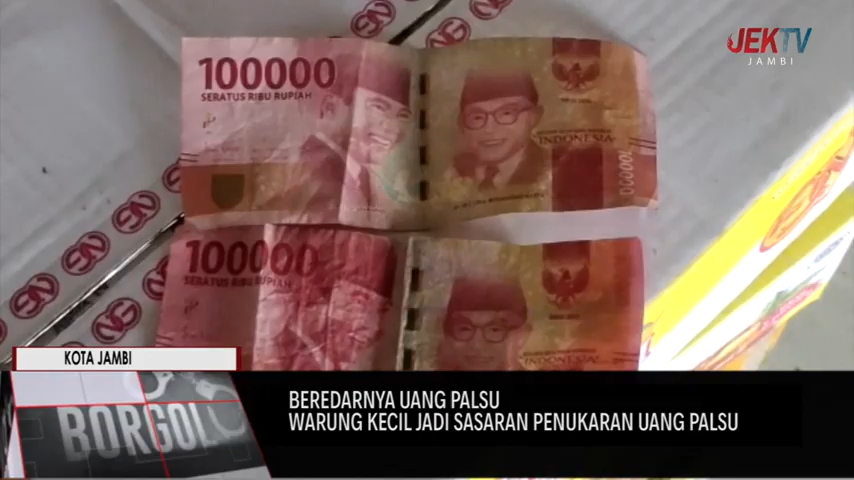 JEKTV
JAMBI
100000
SERATUS RIBU RUPIAH
INDONESIA
100000
100000
SERATUS RIBU RUPIAH
INDONESIA
KOTA JAMBI
BORGOL
BEREDARNYA UANG PALSU
WARUNG KECIL JADI SASARAN PENUKARAN UANG PALSU